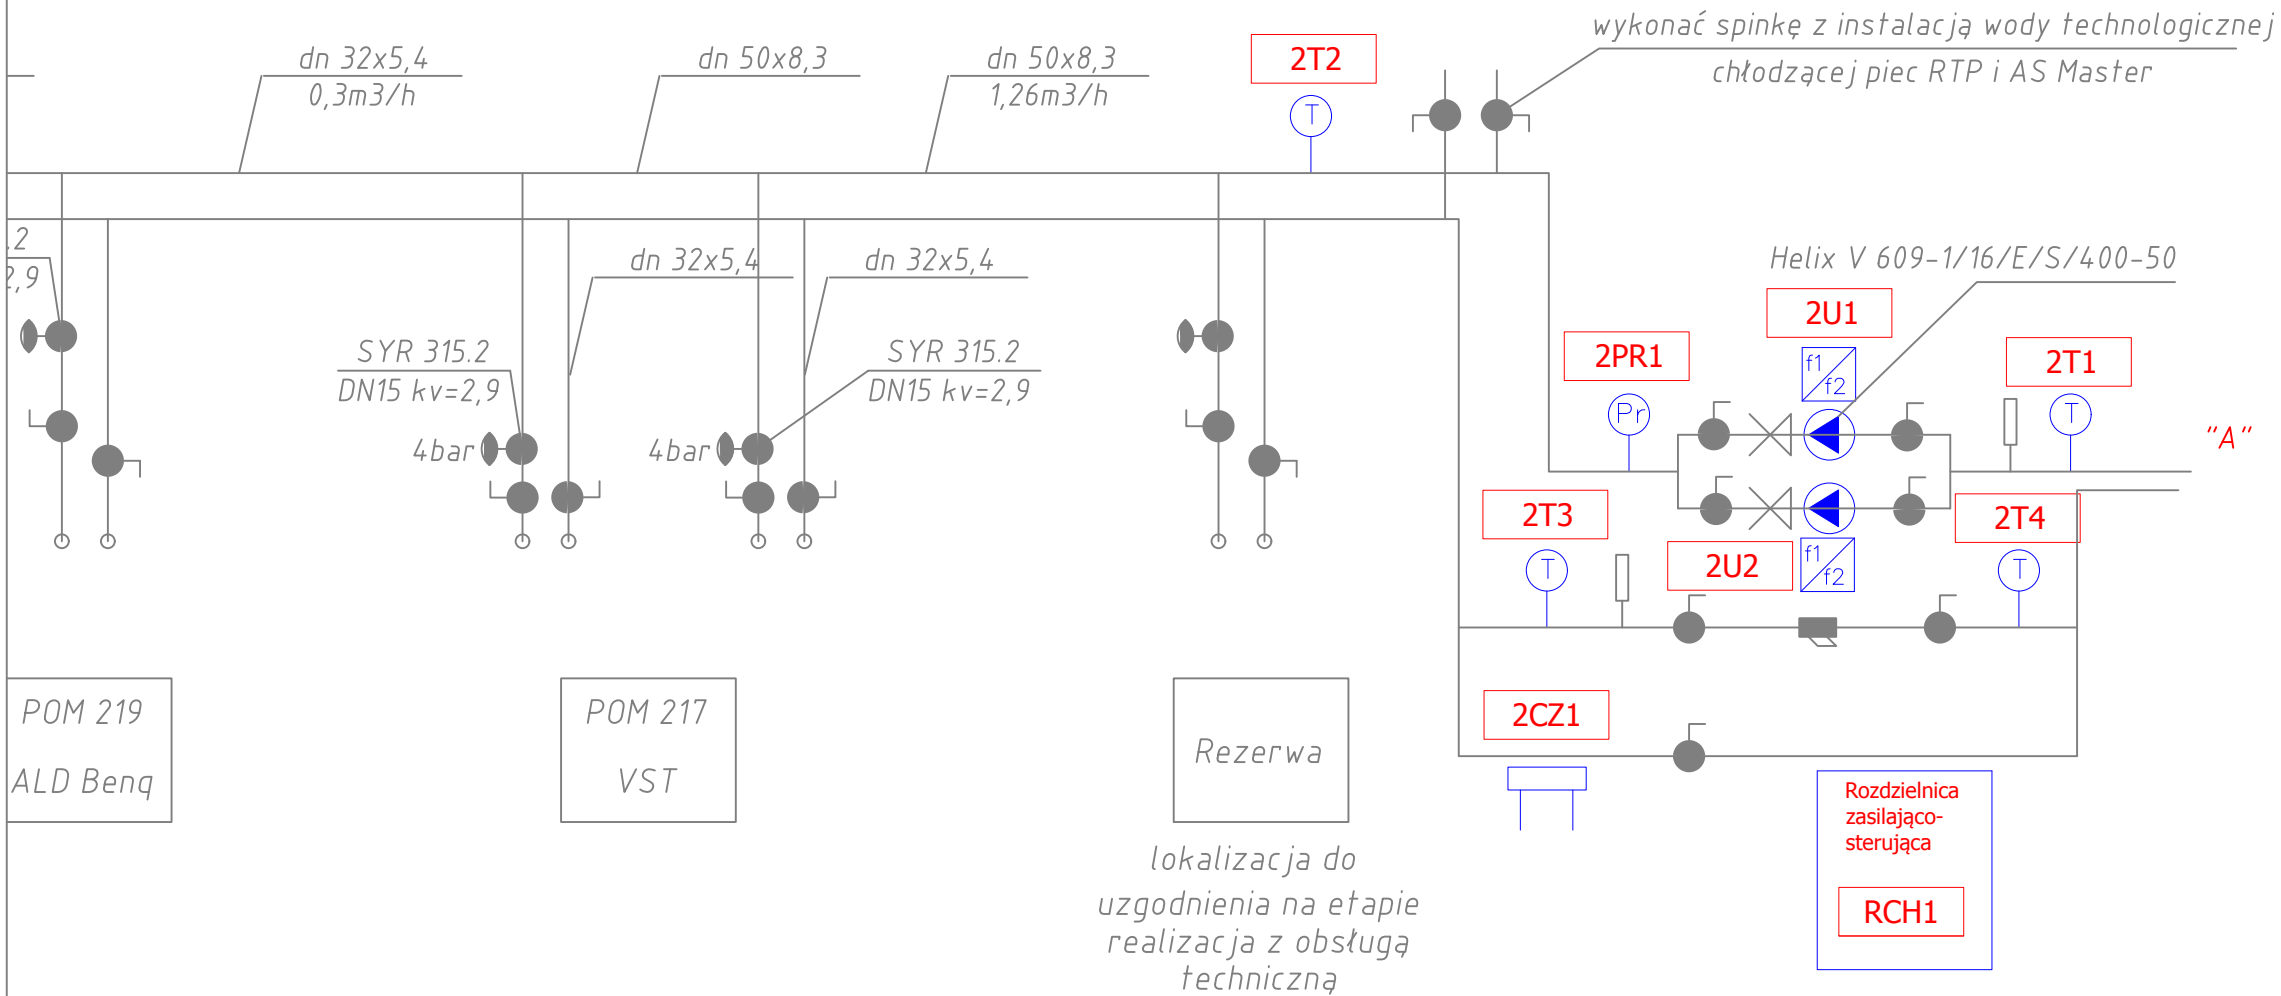 wykonać spinkę z instalacją wody technologicznej
chłodzącej piec RTP i AS Master
dn 32x5,4
0,3m3/h
dn 50x8,3
dn 50x8,3
1,26m3/h
2T2
T
.2
2,9
dn 32x5,4
dn 32x5,4
Helix V 609-1/16/E/S/400-50
2U1
2PR1
2T1
f1
f2
SYR 315.2
DN15 kv=2,9
SYR 315.2
DN15 kv=2,9
Pr
T
4bar
4bar
"A"
2T3
2T4
2U2
f1
f2
T
T
POM 219
ALD Benq
POM 217
VST
Rezerwa
2CZ1
Rozdzielnica
zasilająco-
sterująca
RCH1
lokalizacja do
uzgodnienia na etapie
realizacja z obsługą
techniczną